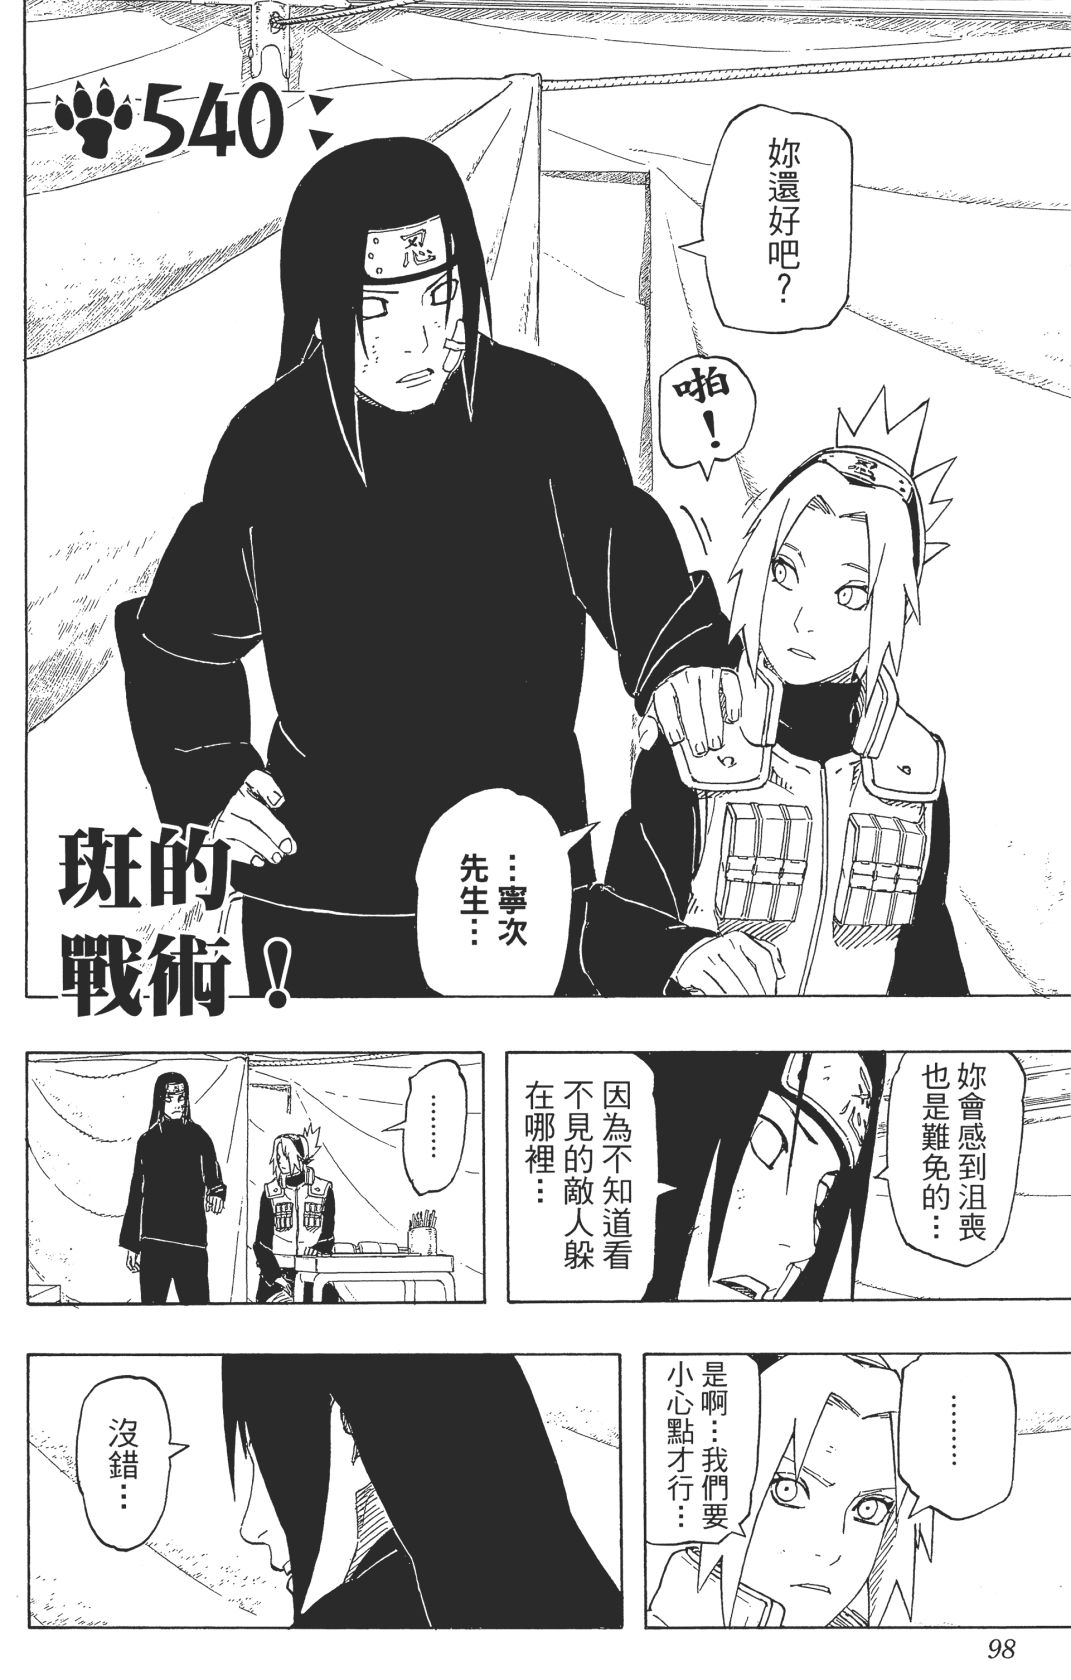 540：
斑的
戰術！
妳還好吧？
啪！
忍
忍
…寧次
先生…
妳會感到沮喪
也是難免的…
因為不知道看
不見的敵人躲
在哪裡…
………
………
是啊…我們要
小心點才行…
沒錯…
98